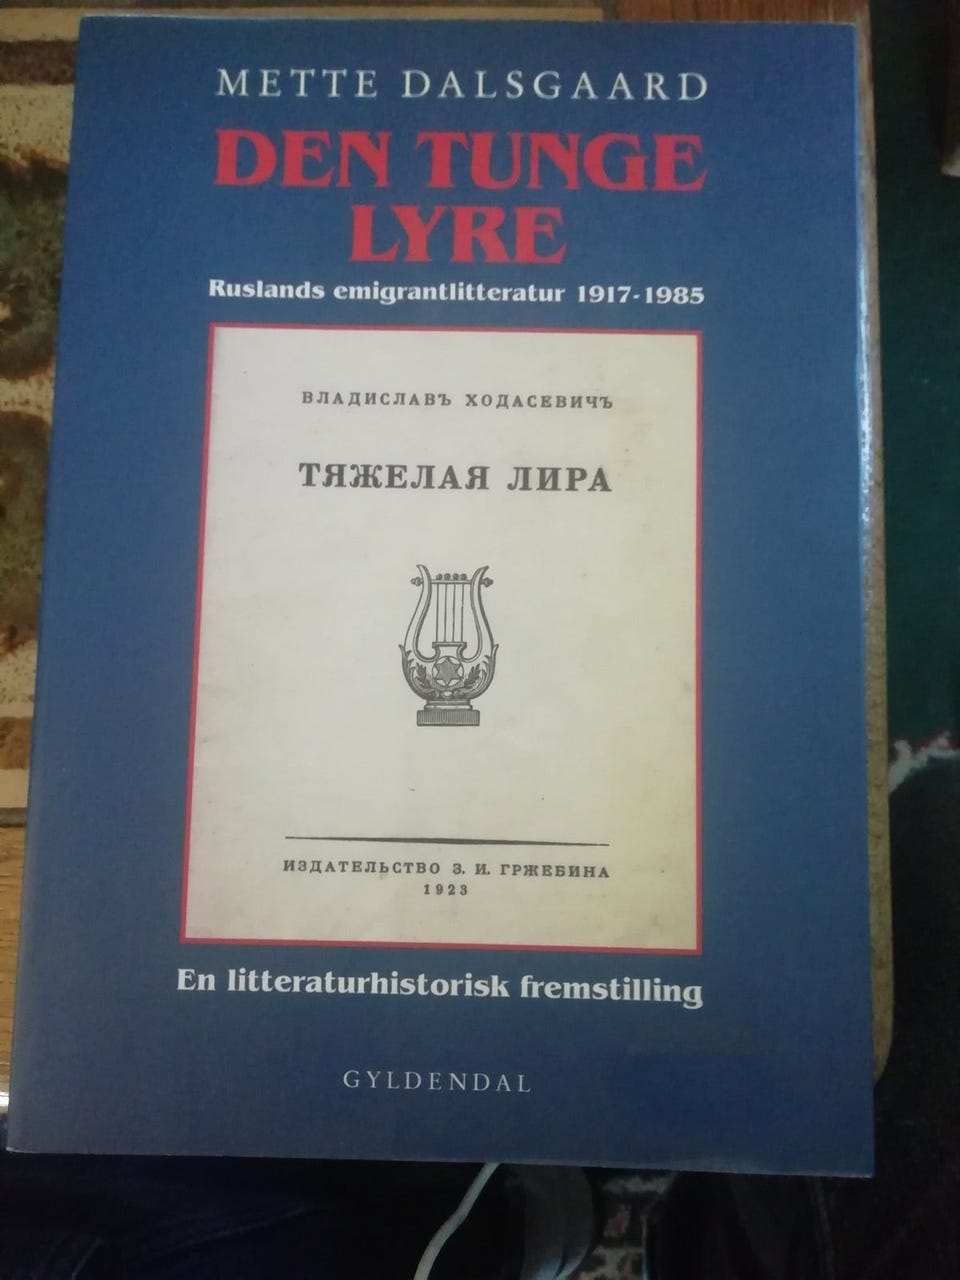 METTE DALSGAARD
DEN TUNGE
LYRE
Ruslands emigrantlitteratur 1917-1985
ВЛАДИСЛАВЪ ХОДАСЕВИЧЪ
ТЯЖЕЛАЯ ЛИРА
ИЗДАТЕЛЬСТВО З. И. ГРЖЕБИНА
1923
En litteraturhistorisk fremstilling
GYLDENDAL